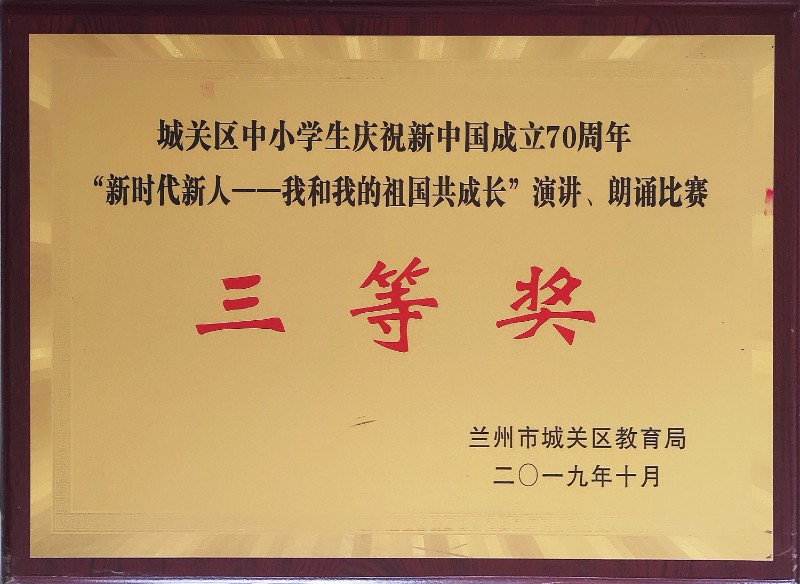 城关区中小学生庆祝新中国成立70周年
“新时代新人——我和我的祖国共成长”演讲、朗诵比赛
三等奖
兰州市城关区教育局
二〇一九年十月